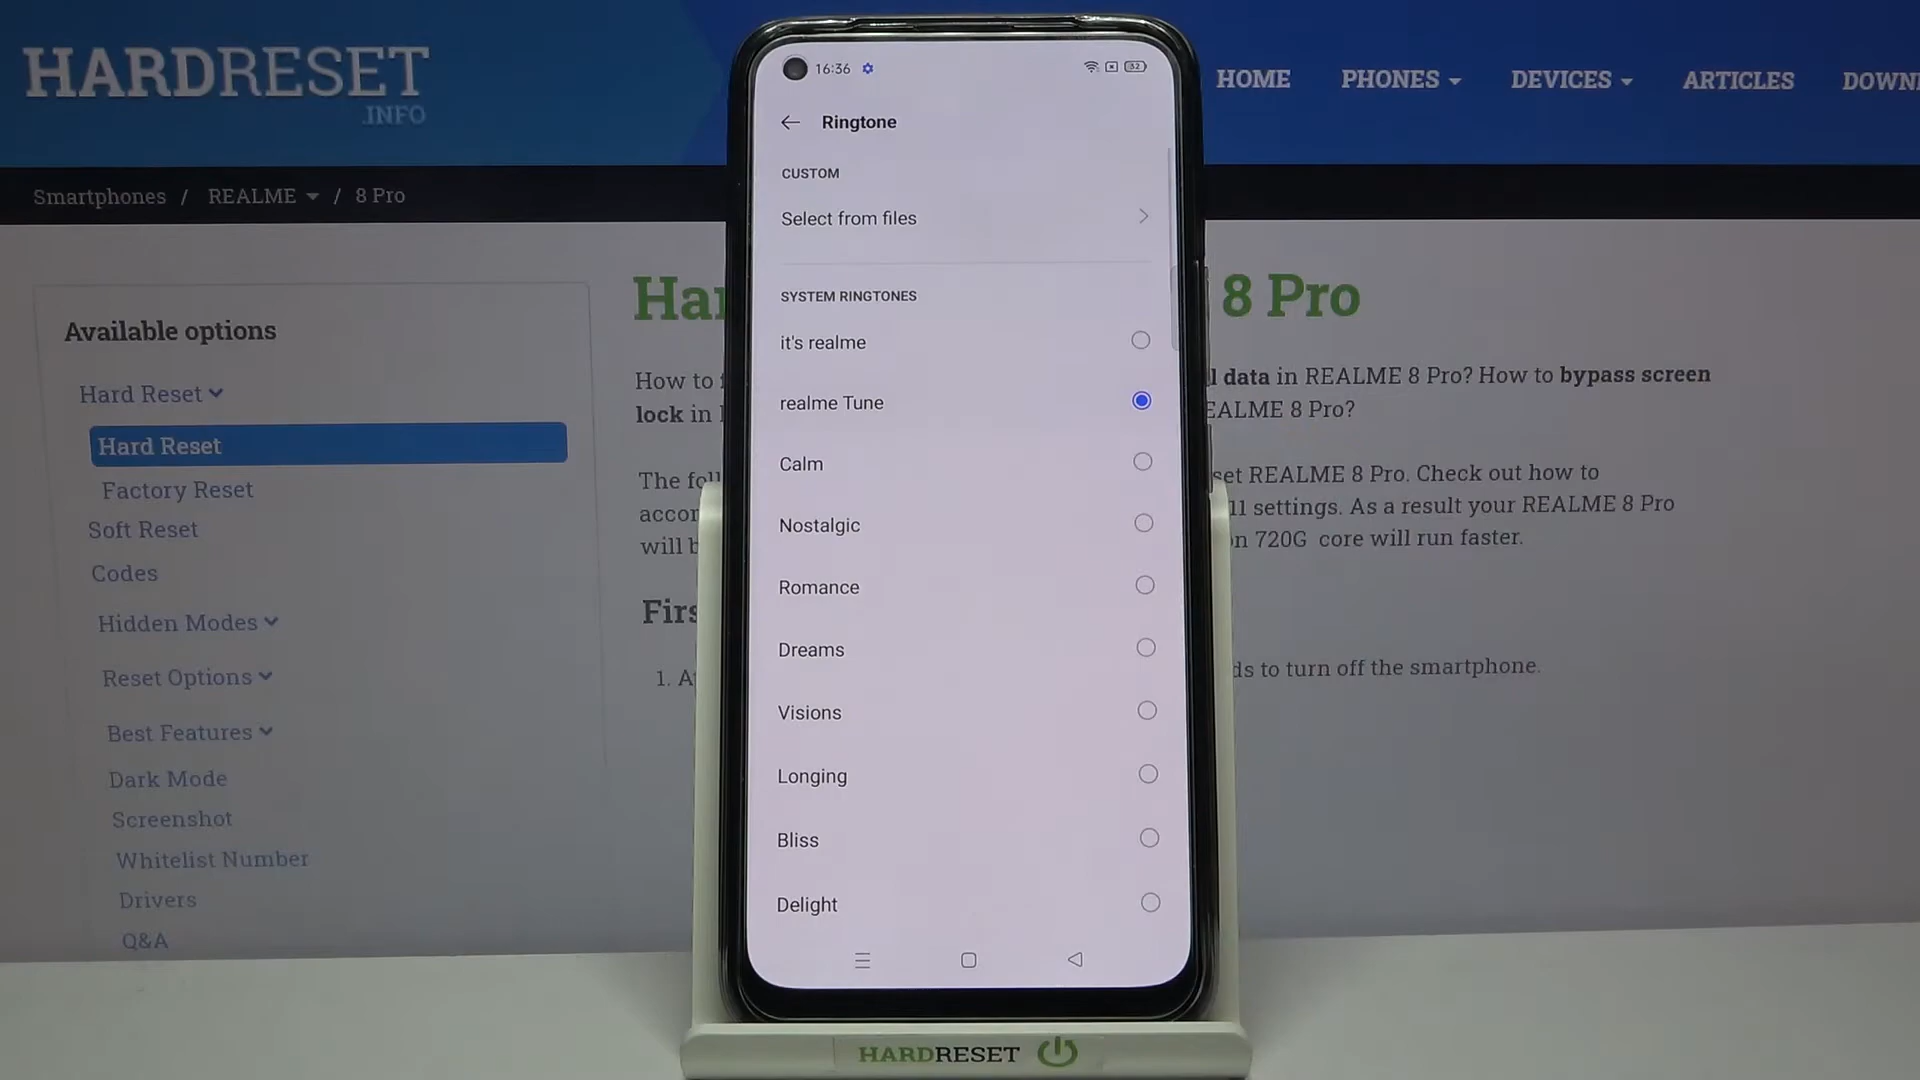 HARDRESET
.INFO
HOME PHONES DEVICES ARTICLES
Smartphones / REALME / 8 Pro
Available options
Hard Reset
Hard Reset
Factory Reset
Soft Reset
Codes
Hidden Modes
Reset Options
Best Features
Dark Mode
Screenshot
Whitelist Number
Drivers
Q&A
16:36
32
Ringtone
CUSTOM
Select from files
SYSTEM RINGTONES
it's realme
realme Tune
Calm
Nostalgic
Romance
Dreams
Visions
Longing
Bliss
Delight
8 Pro
How to
data in REALME 8 Pro? How to bypass screen
lock in
REALME 8 Pro?
The
set REALME 8 Pro. Check out how to
settings. As a result your REALME 8 Pro
will
720G core will run faster.
1.
to turn off the smartphone.
HARDRESET